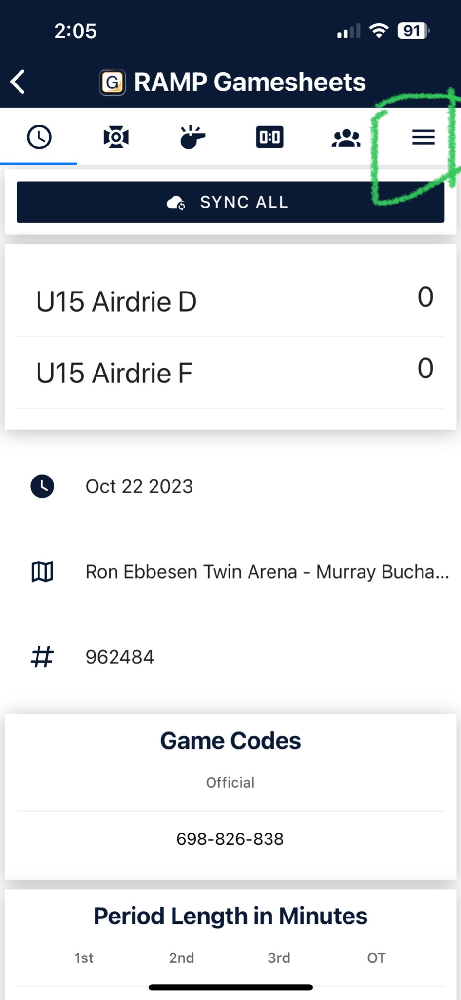 2:05
91
G RAMP Gamesheets
0:0
SYNC ALL
U15 Airdrie D 0
U15 Airdrie F 0
Oct 22 2023
Ron Ebbesen Twin Arena - Murray Bucha...
# 962484
Game Codes
Official
698-826-838
Period Length in Minutes
1st 2nd 3rd OT